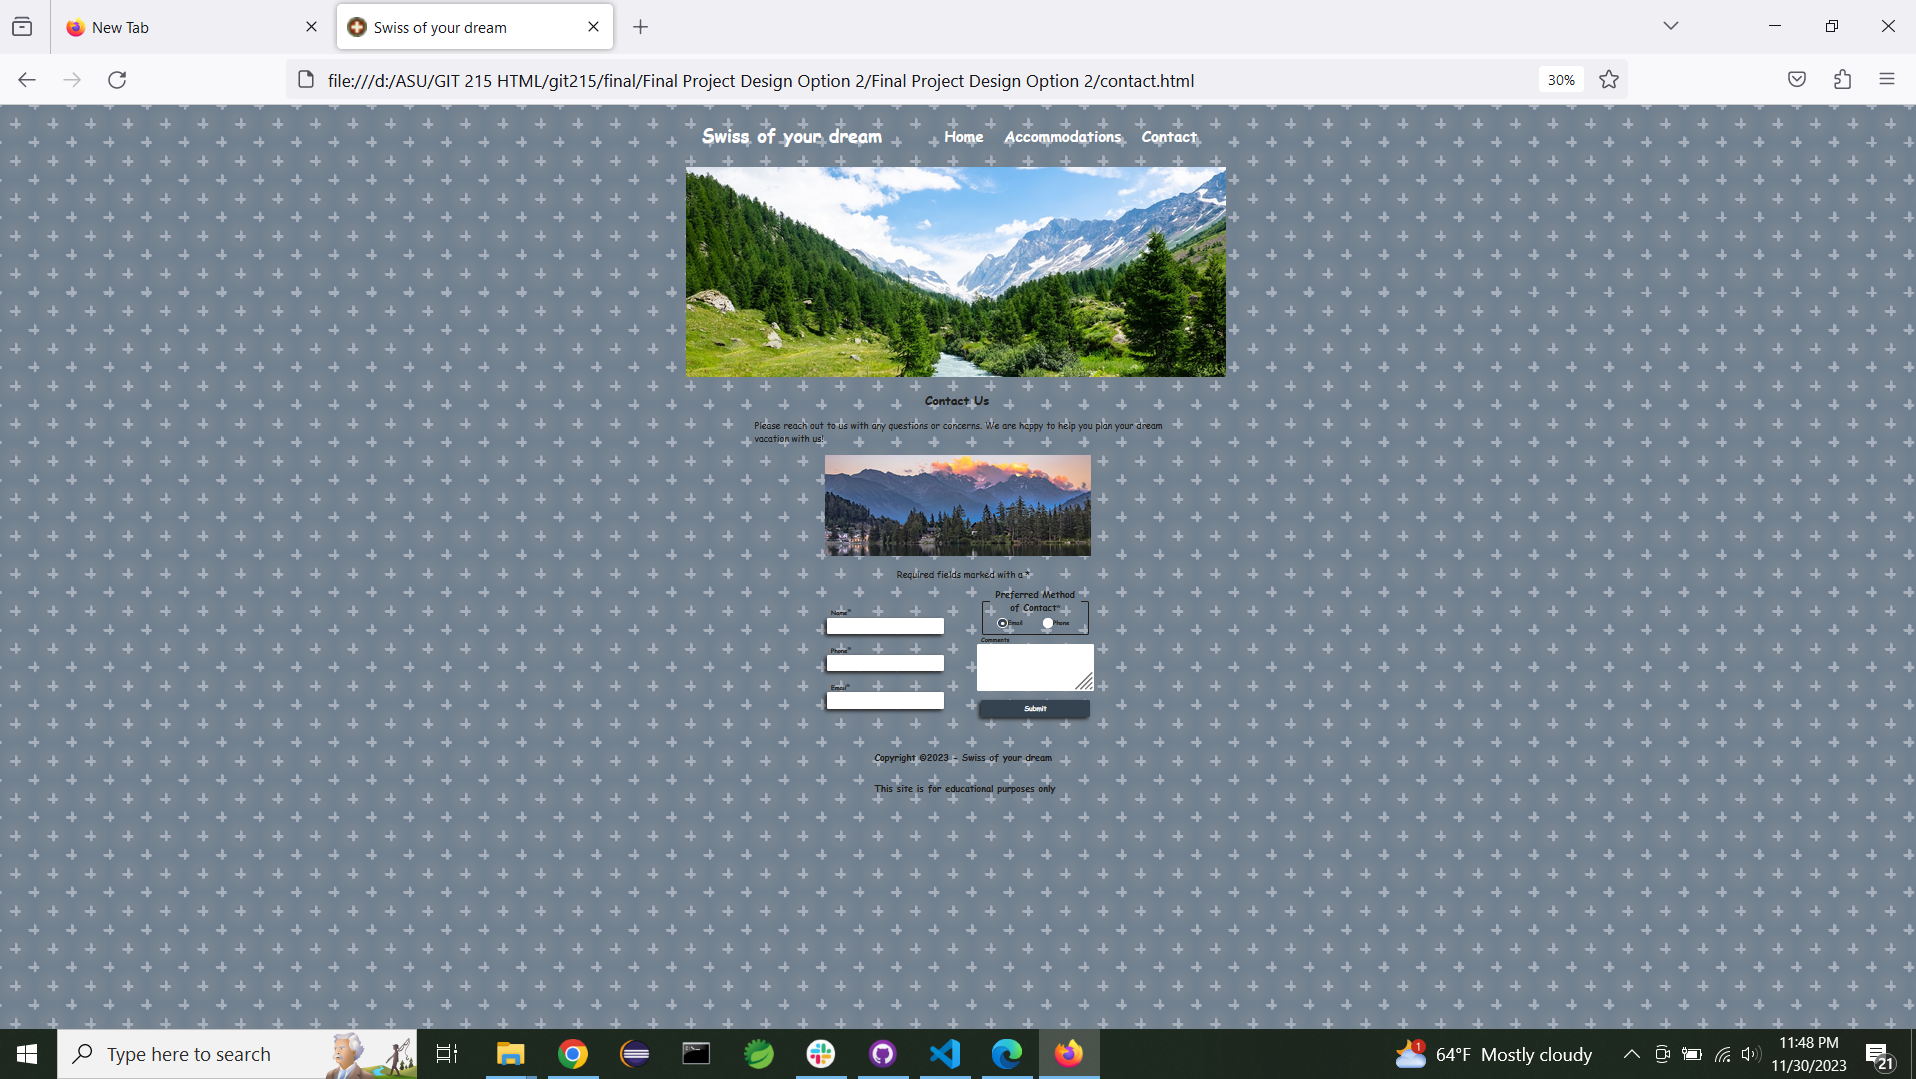 New Tab
Swiss of your dream
file:///d:/ASU/GIT 215 HTML/git215/final/Final Project Design Option 2/Final Project Design Option 2/contact.html
30%
Swiss of your dream
Home Accommodations Contact
Contact Us
Please reach out to us with any questions or concerns. We are happy to help you plan your dream
vacation with us!
Required fields marked with a *
Name*
Phone*
Email*
Preferred Method
of Contact*
Email Phone
Comments
Submit
Copyright ©2023 - Swiss of your dream
This site is for educational purposes only
Type here to search
1
64°F Mostly cloudy
11:48 PM
11/30/2023
21